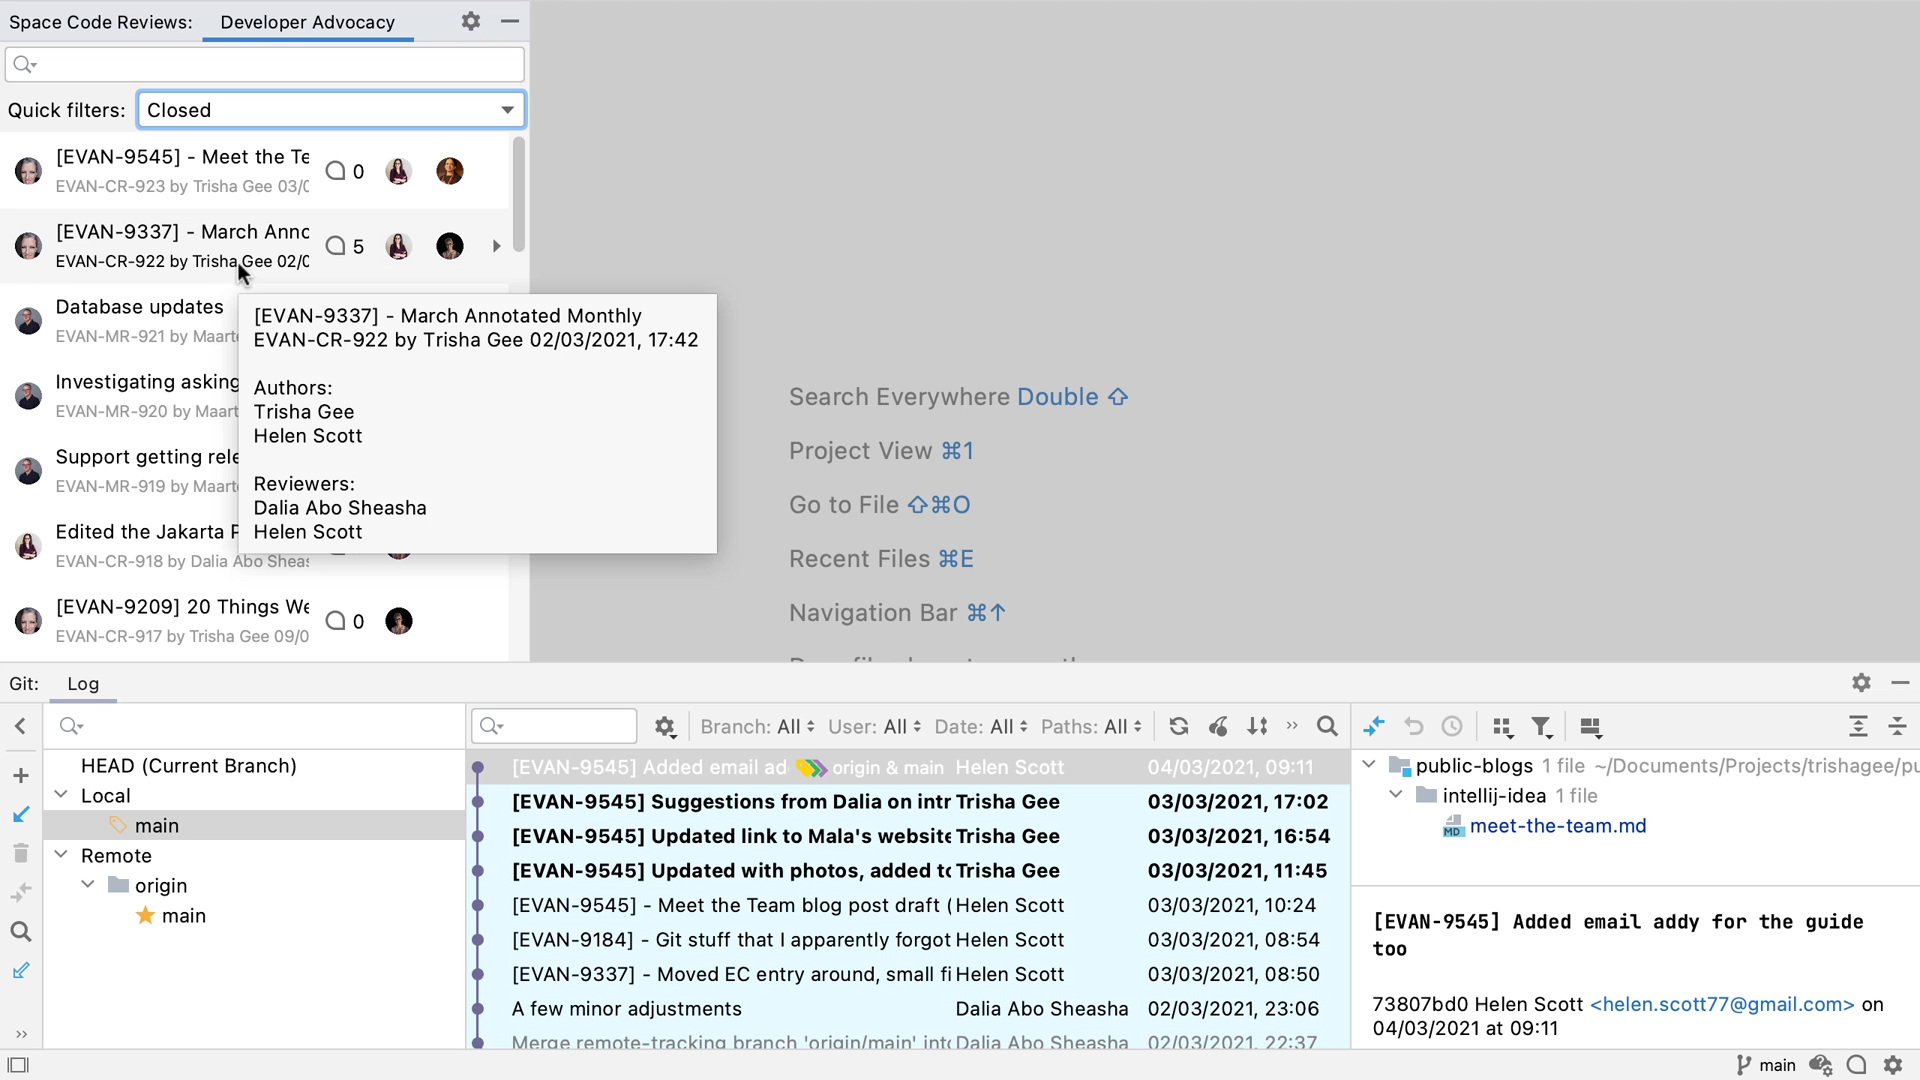 Space Code Reviews: Developer Advocacy
Quick filters: Closed
[EVAN-9545] - Meet the Te
0
EVAN-CR-923 by Trisha Gee 03/0
[EVAN-9337] - March Anno
5
EVAN-CR-922 by Trisha Gee 02/0
Database updates
EVAN-MR-921 by Maarte
Investigating asking
EVAN-MR-920 by Maart
Support getting rele
EVAN-MR-919 by Maart
Edited the Jakarta P
EVAN-CR-918 by Dalia Abo Sheas
[EVAN-9209] 20 Things We
0
EVAN-CR-917 by Trisha Gee 09/0
[EVAN-9337] - March Annotated Monthly
EVAN-CR-922 by Trisha Gee 02/03/2021, 17:42
Authors:
Trisha Gee
Helen Scott
Reviewers:
Dalia Abo Sheasha
Helen Scott
Search Everywhere Double ⇧
Project View ⌘1
Go to File ⇧⌘O
Recent Files ⌘E
Navigation Bar ⌘↑
Git: Log
HEAD (Current Branch)
Local
main
Remote
origin
main
Branch: All User: All Date: All Paths: All
[EVAN-9545] Added email ad origin & main Helen Scott 04/03/2021, 09:11
[EVAN-9545] Suggestions from Dalia on intr Trisha Gee 03/03/2021, 17:02
[EVAN-9545] Updated link to Mala's website Trisha Gee 03/03/2021, 16:54
[EVAN-9545] Updated with photos, added to Trisha Gee 03/03/2021, 11:45
[EVAN-9545] - Meet the Team blog post draft ( Helen Scott 03/03/2021, 10:24
[EVAN-9184] - Git stuff that I apparently forgot Helen Scott 03/03/2021, 08:54
[EVAN-9337] - Moved EC entry around, small fi Helen Scott 03/03/2021, 08:50
A few minor adjustments Dalia Abo Sheasha 02/03/2021, 23:06
Merge remote-tracking branch 'origin/main' into Dalia Abo Sheasha 02/03/2021, 22:37
public-blogs 1 file ~/Documents/Projects/trishagee/pu
intellij-idea 1 file
MD meet-the-team.md
[EVAN-9545] Added email addy for the guide
too
73807bd0 Helen Scott <helen.scott77@gmail.com> on
04/03/2021 at 09:11
main